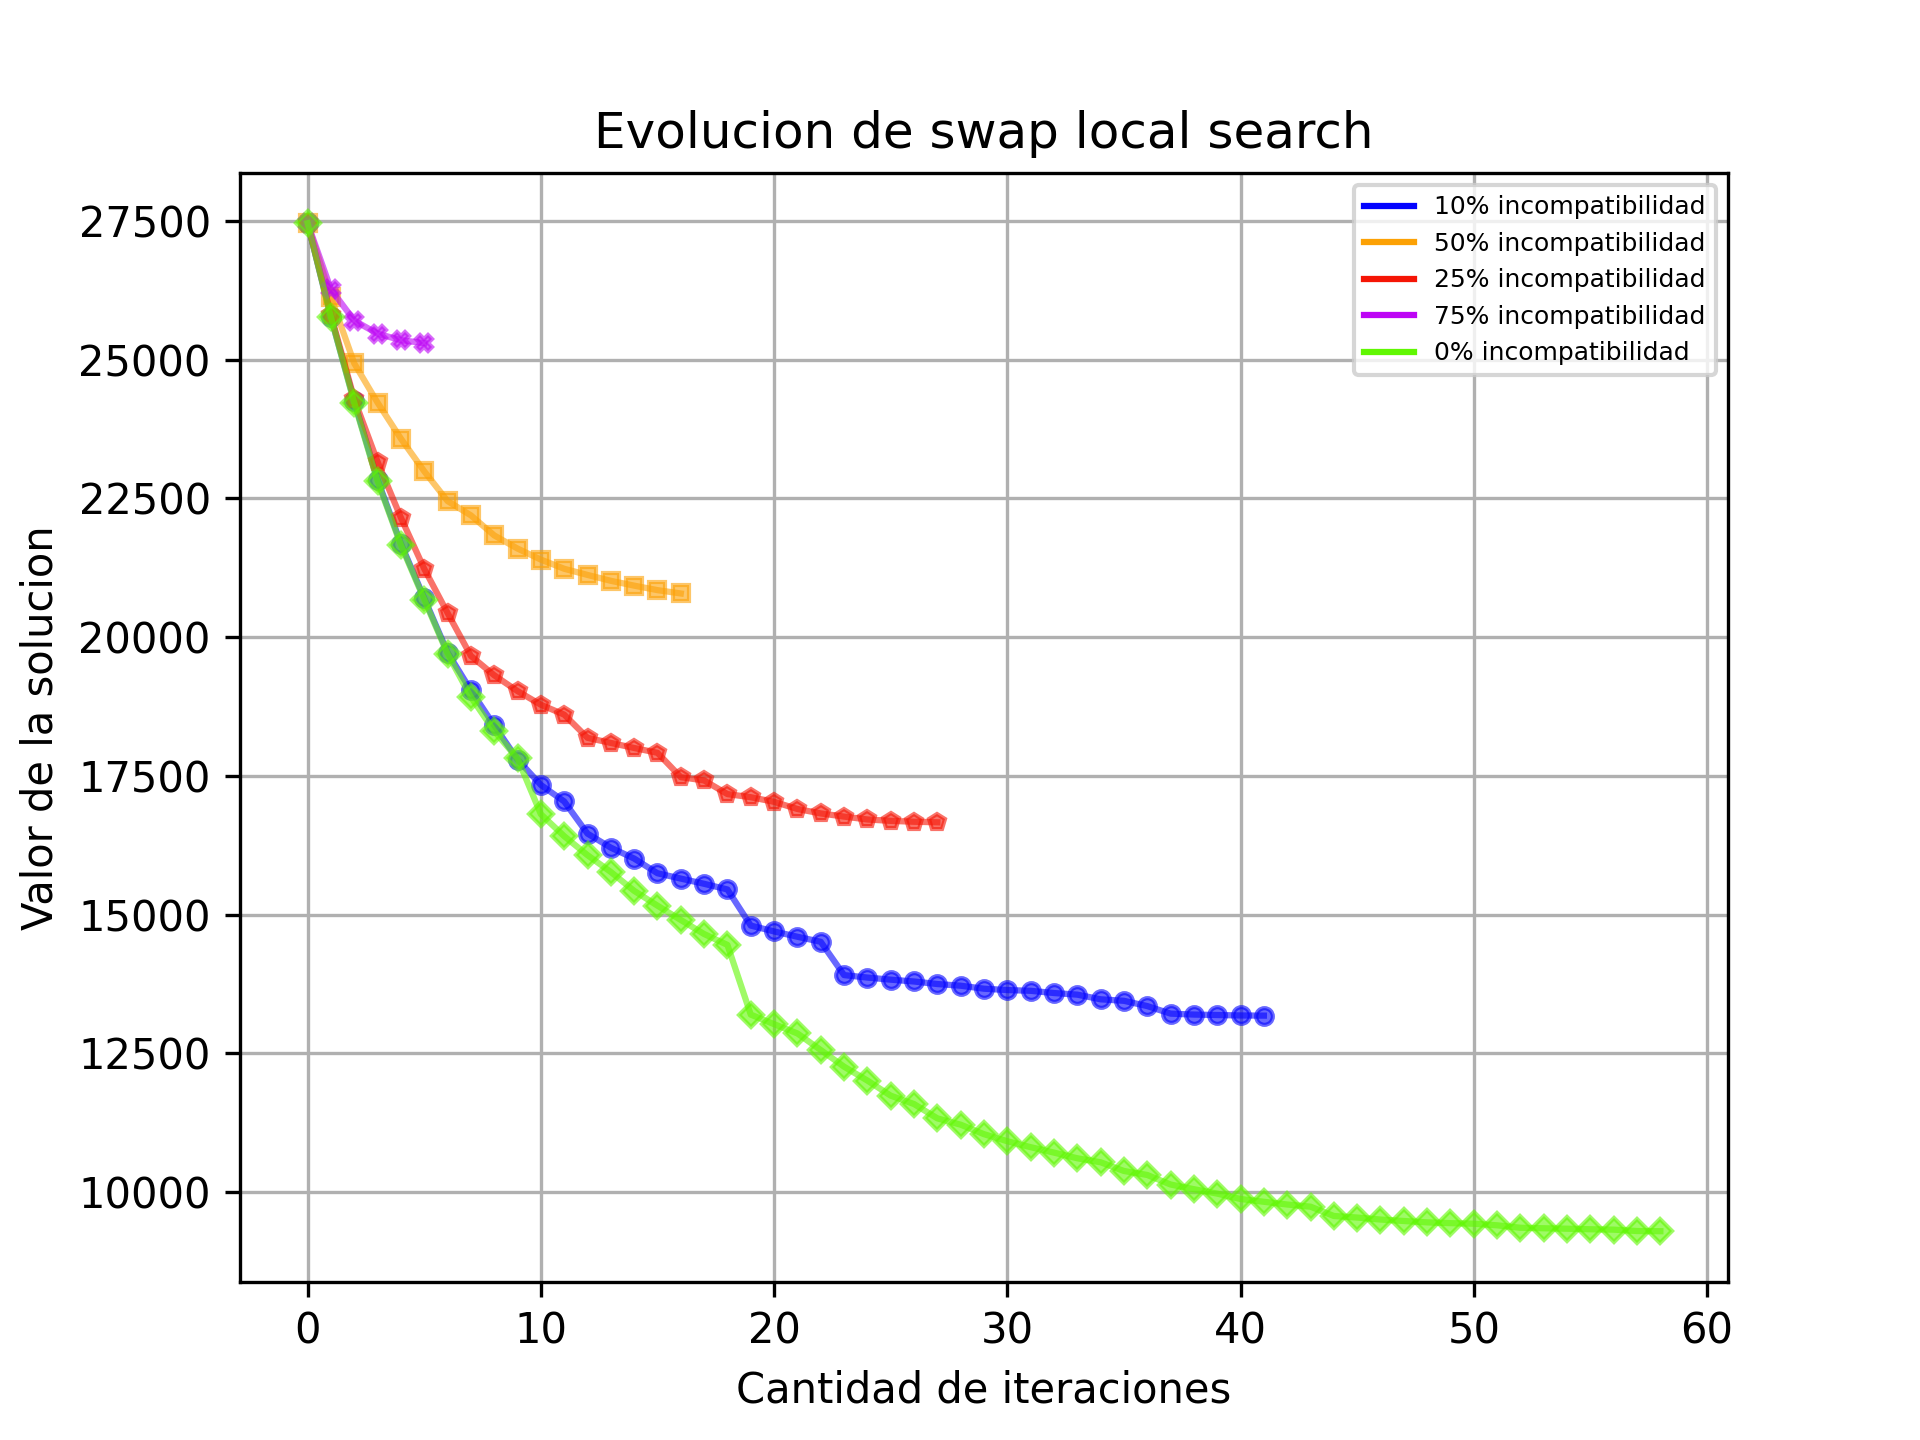 Evolucion de swap local search
27500
25000
22500
20000
17500
15000
12500
10000
Valor de la solucion
10% incompatibilidad
50% incompatibilidad
25% incompatibilidad
75% incompatibilidad
0% incompatibilidad
0 10 20 30 40 50 60
Cantidad de iteraciones